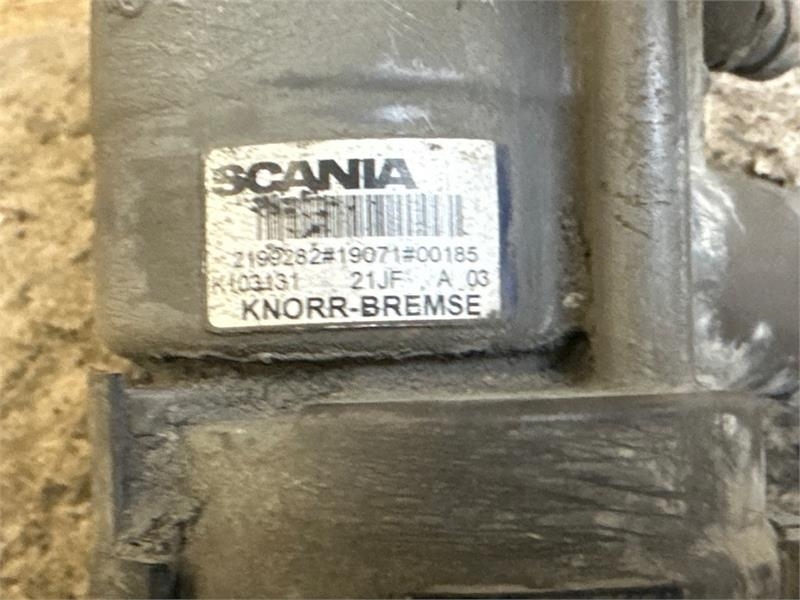 SCANIA
2199282#19071#00185
K103131 21JF A 03
KNORR-BREMSE